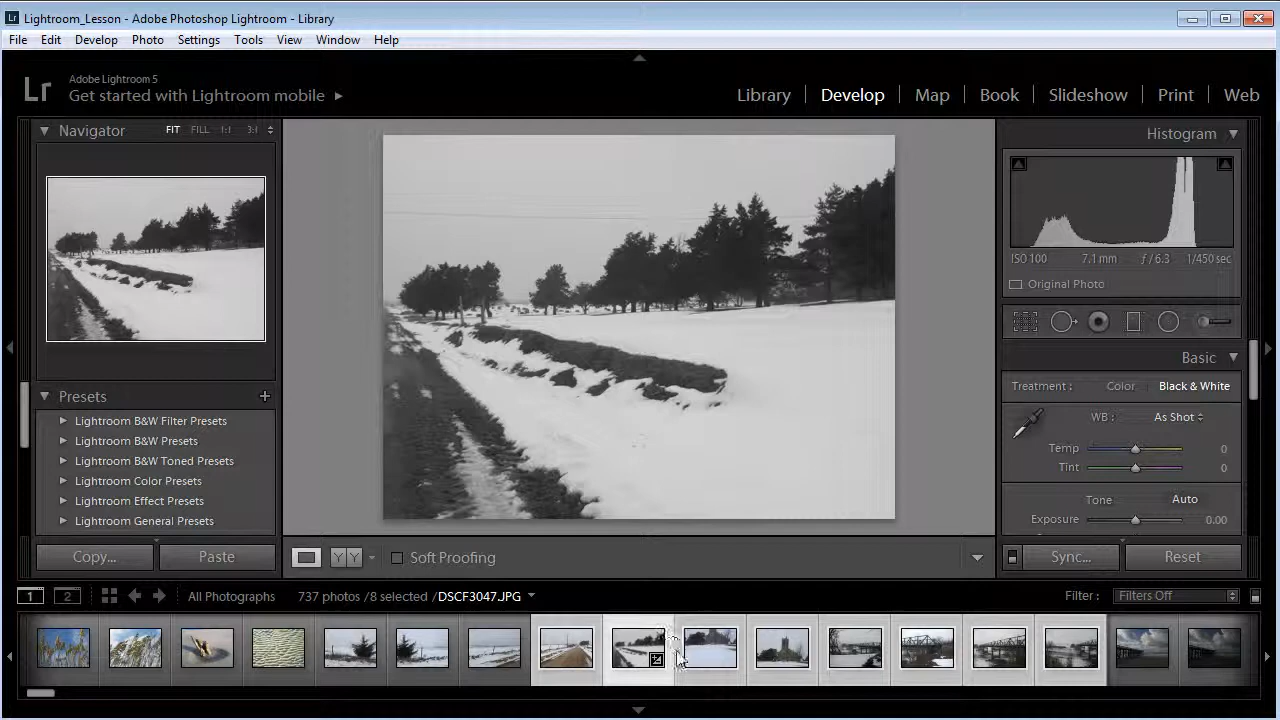 Lr Lightroom_Lesson - Adobe Photoshop Lightroom - Library
File Edit Develop Photo Settings Tools View Window Help
Lr Adobe Lightroom 5
Get started with Lightroom mobile
Library | Develop | Map | Book | Slideshow | Print | Web
Navigator FIT FILL 1:1 3:1
Histogram
ISO 100 7.1 mm ƒ / 6.3 1/450 sec
Original Photo
Basic
Treatment : Color Black & White
WB : As Shot
Temp 0
Tint 0
Tone Auto
Exposure 0.00
Presets +
Lightroom B&W Filter Presets
Lightroom B&W Presets
Lightroom B&W Toned Presets
Lightroom Color Presets
Lightroom Effect Presets
Lightroom General Presets
Copy... Paste
Y Y Soft Proofing
Sync... Reset
1 2 All Photographs 737 photos /8 selected /DSCF3047.JPG Filter : Filters Off